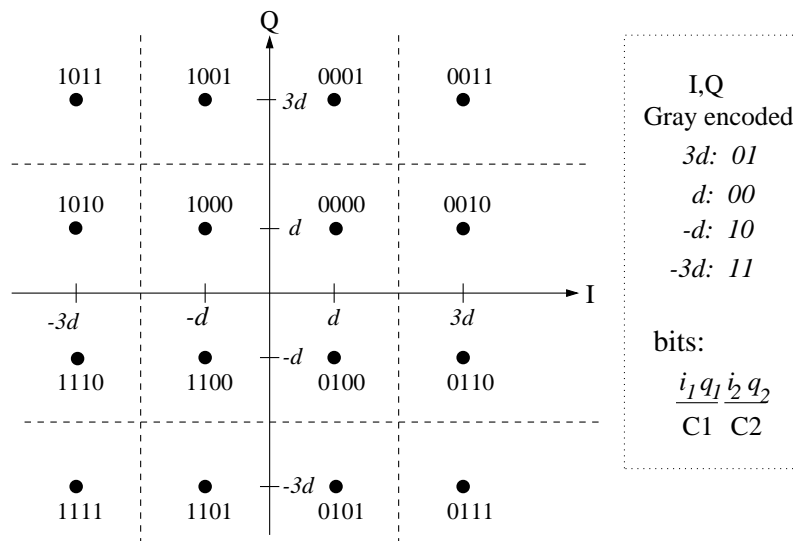 Q
1011 1001 0001 0011
3d
1010 1000 0000 0010
d
I
-3d -d d 3d
-d
1110 1100 0100 0110
-3d
1111 1101 0101 0111
I,Q
Gray encoded
3d: 01
d: 00
-d: 10
-3d: 11
bits:
i1 q1 i2 q2
C1 C2